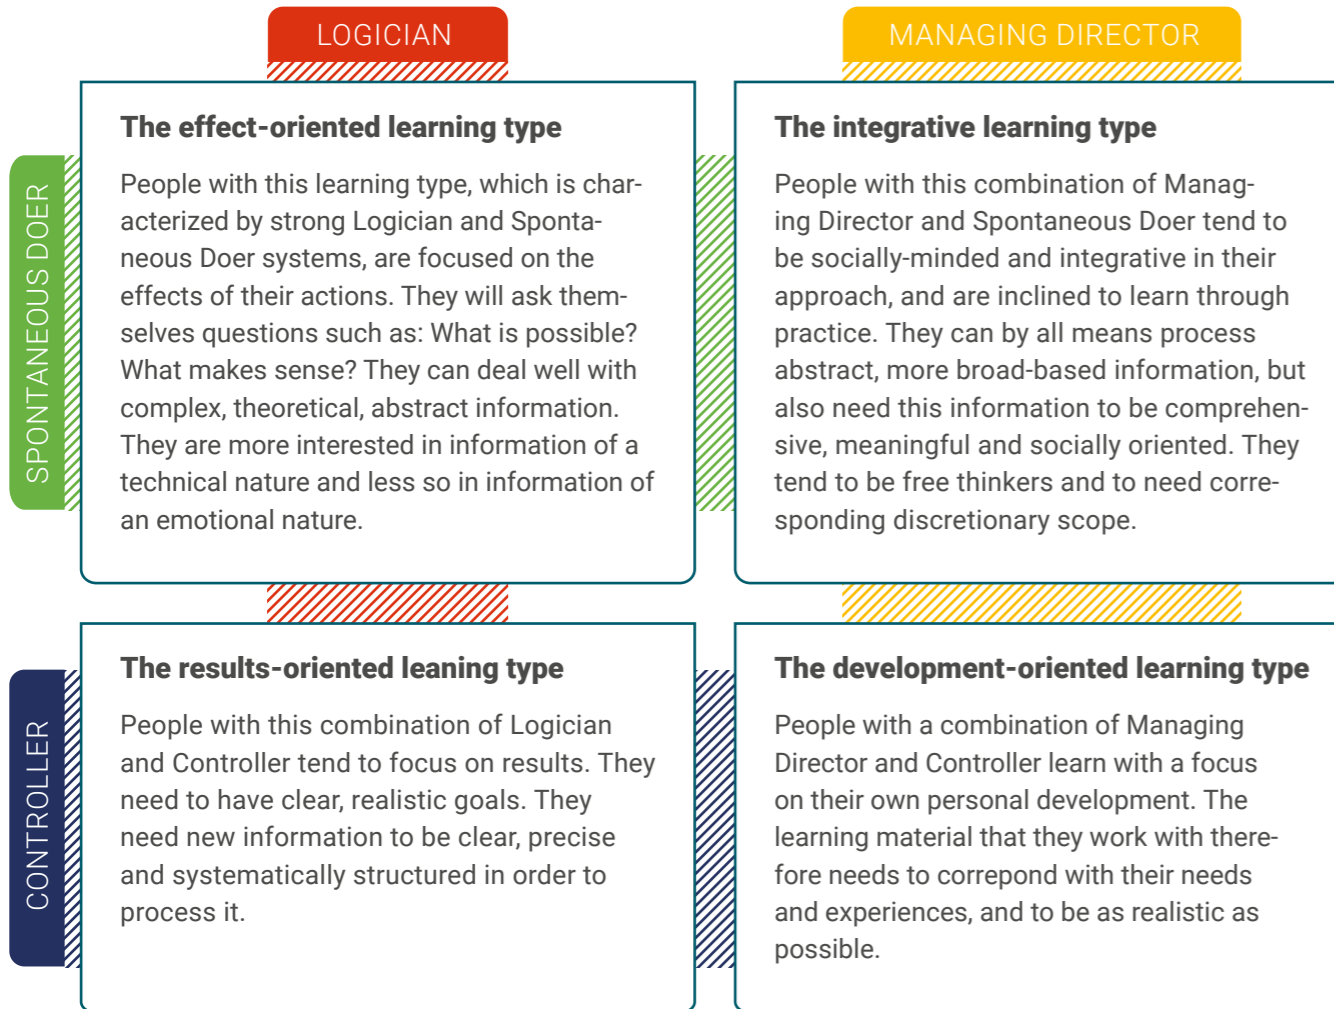 LOGICIAN
MANAGING DIRECTOR
SPONTANEOUS DOER
The effect-oriented learning type
People with this learning type, which is char-
acterized by strong Logician and Sponta-
neous Doer systems, are focused on the
effects of their actions. They will ask them-
selves questions such as: What is possible?
What makes sense? They can deal well with
complex, theoretical, abstract information.
They are more interested in information of a
technical nature and less so in information of
an emotional nature.
The integrative learning type
People with this combination of Manag-
ing Director and Spontaneous Doer tend to
be socially-minded and integrative in their
approach, and are inclined to learn through
practice. They can by all means process
abstract, more broad-based information, but
also need this information to be comprehen-
sive, meaningful and socially oriented. They
tend to be free thinkers and to need corre-
sponding discretionary scope.
CONTROLLER
The results-oriented leaning type
People with this combination of Logician
and Controller tend to focus on results. They
need to have clear, realistic goals. They
need new information to be clear, precise
and systematically structured in order to
process it.
The development-oriented learning type
People with a combination of Managing
Director and Controller learn with a focus
on their own personal development. The
learning material that they work with there-
fore needs to correpond with their needs
and experiences, and to be as realistic as
possible.